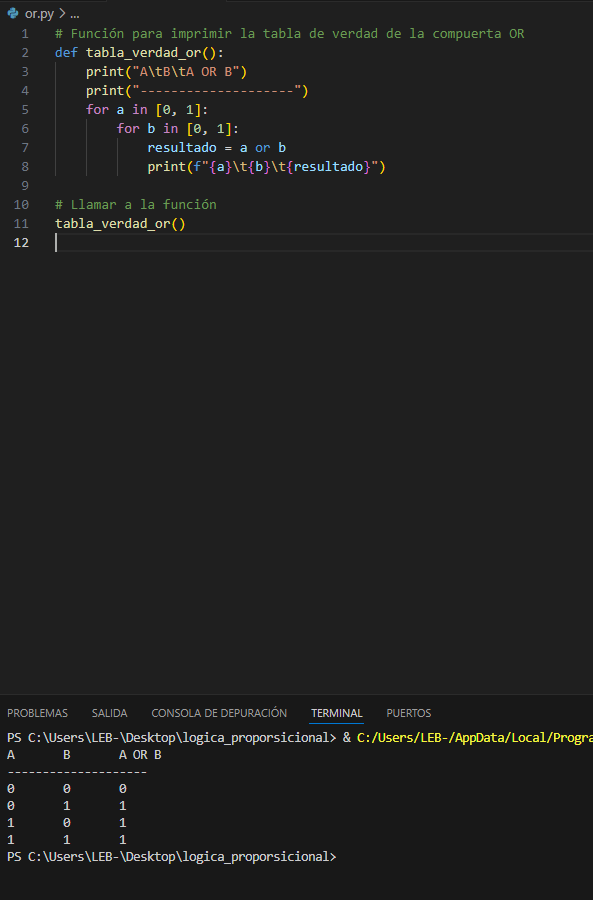 or.py > ...
1 # Función para imprimir la tabla de verdad de la compuerta OR
2 def tabla_verdad_or():
3     print("A\tB\tA OR B")
4     print("--------------------")
5     for a in [0, 1]:
6         for b in [0, 1]:
7             resultado = a or b
8             print(f"{a}\t{b}\t{resultado}")
9
10 # Llamar a la función
11 tabla_verdad_or()
12
PROBLEMAS SALIDA CONSOLA DE DEPURACIÓN TERMINAL PUERTOS
PS C:\Users\LEB-\Desktop\logica_proporsicional> & C:/Users/LEB-/AppData/Local/Progra
A B A OR B
--------------------
0 0 0
0 1 1
1 0 1
1 1 1
PS C:\Users\LEB-\Desktop\logica_proporsicional>